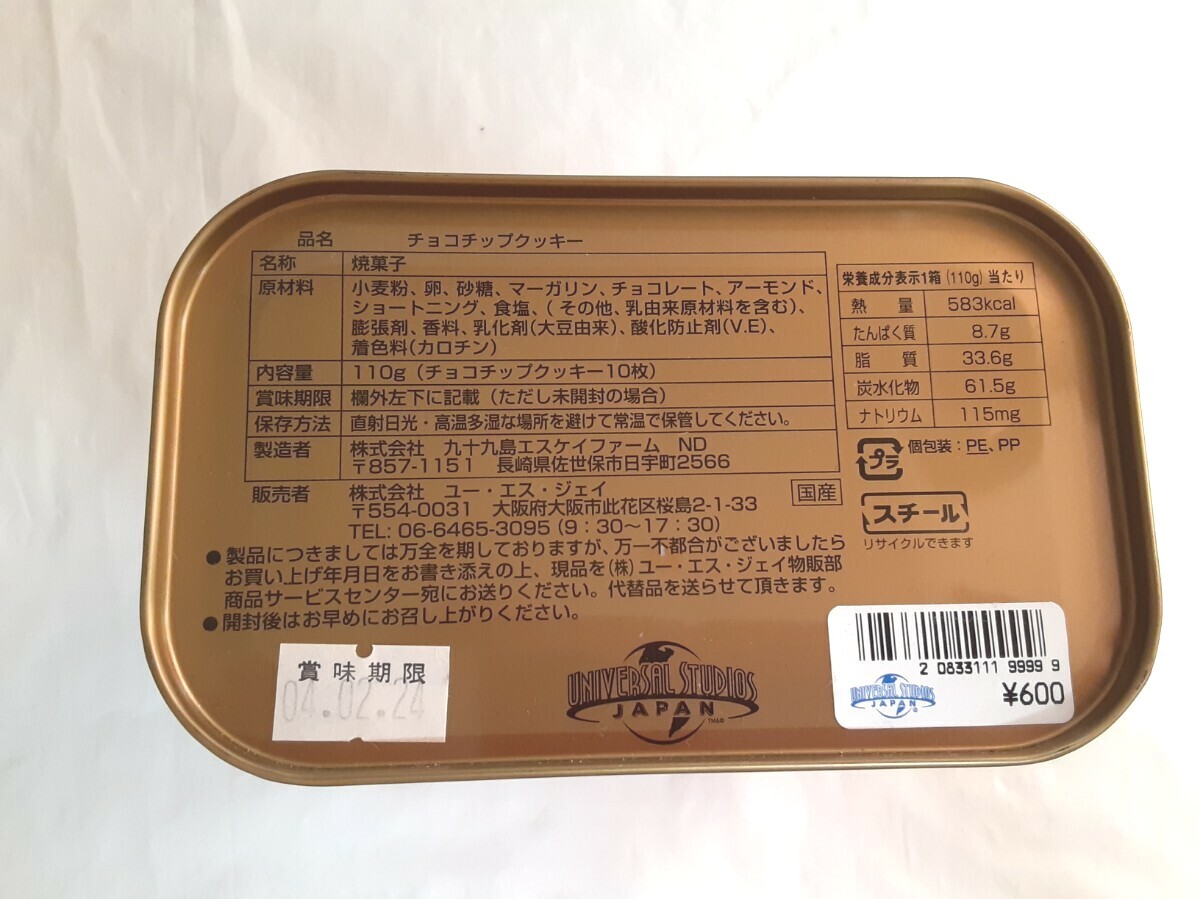 品名 チョコチップクッキー
名称 焼菓子
原材料 小麦粉、卵、砂糖、マーガリン、チョコレート、アーモンド、
ショートニング、食塩、(その他、乳由来原材料を含む)、
膨張剤、香料、乳化剤(大豆由来)、酸化防止剤(V.E)、
着色料(カロチン)
内容量 110g(チョコチップクッキー10枚)
賞味期限 欄外左下に記載(ただし未開封の場合)
保存方法 直射日光・高温多湿な場所を避けて常温で保管してください。
製造者 株式会社 九十九島エスケイファーム ND
〒857-1151 長崎県佐世保市日宇町2566
販売者 株式会社 ユー・エス・ジェイ
〒554-0031 大阪府大阪市此花区桜島2-1-33
TEL: 06-6465-3095(9:30〜17:30)
国産
●製品につきましては万全を期しておりますが、万一不都合がございましたら
お買い上げ年月日をお書き添えの上、現品を(株)ユー・エス・ジェイ物販部
商品サービスセンター宛にお送りください。代替品を送らせて頂きます。
●開封後はお早めにお召し上がりください。
栄養成分表示1箱(110g)当たり
熱量 583kcal
たんぱく質 8.7g
脂質 33.6g
炭水化物 61.5g
ナトリウム 115mg
プラ 個包装:PE、PP
スチール
リサイクルできます
賞味期限
04.02.24
UNIVERSAL STUDIOS
JAPAN TM&®
2 0833111 9999 9
UNIVERSAL STUDIOS
JAPAN ®
¥600